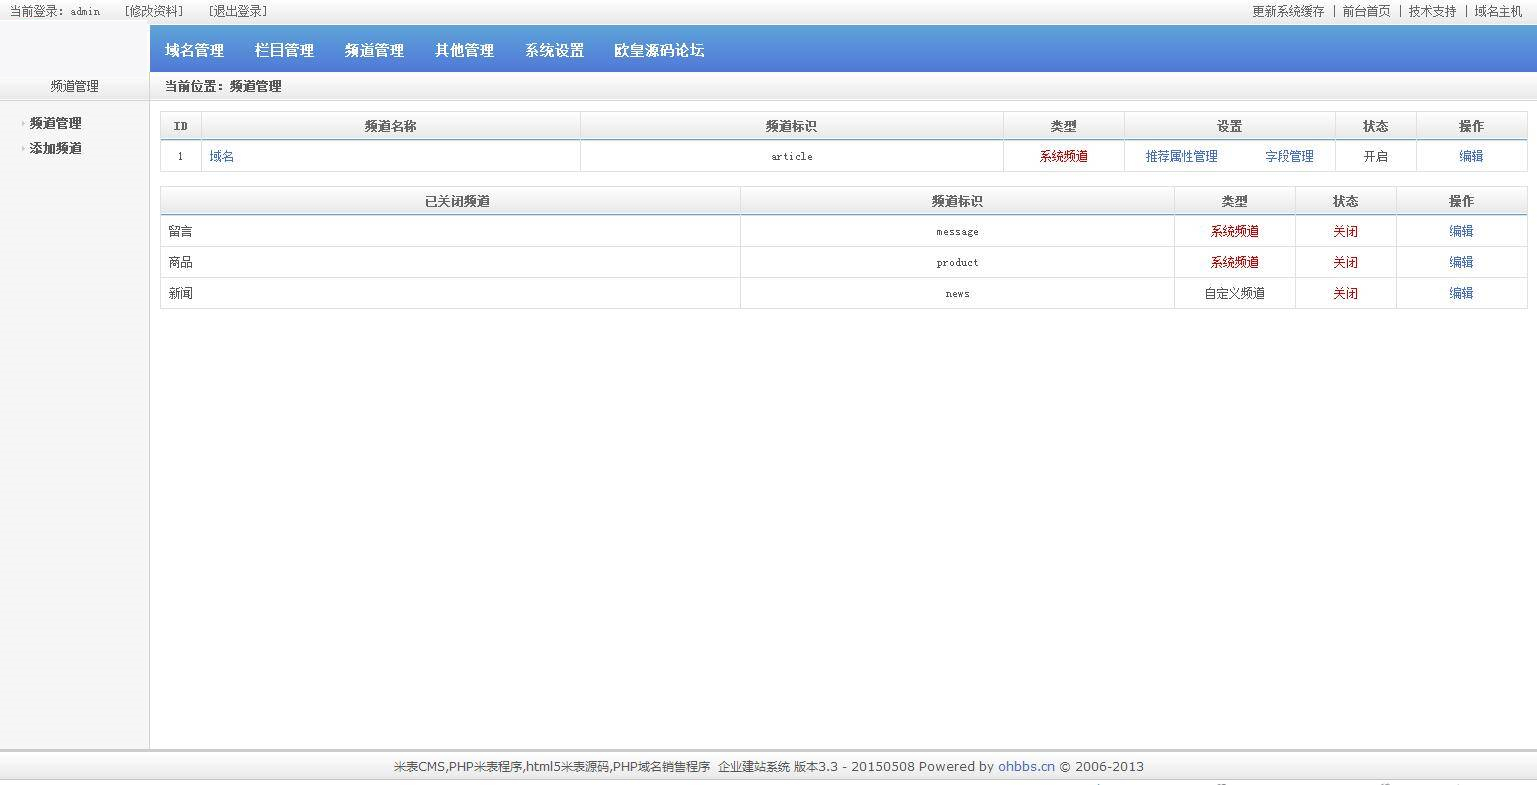 当前登录：admin [修改资料] [退出登录] 更新系统缓存 | 前台首页 | 技术支持 | 域名主机
域名管理 栏目管理 频道管理 其他管理 系统设置 欧皇源码论坛
频道管理 当前位置：频道管理
频道管理
添加频道
ID 频道名称 频道标识 类型 设置 状态 操作
1 域名 article 系统频道 推荐属性管理 字段管理 开启 编辑
已关闭频道 频道标识 类型 状态 操作
留言 message 系统频道 关闭 编辑
商品 product 系统频道 关闭 编辑
新闻 news 自定义频道 关闭 编辑
米表CMS,PHP米表程序,html5米表源码,PHP域名销售程序 企业建站系统 版本3.3 - 20150508 Powered by ohbbs.cn © 2006-2013